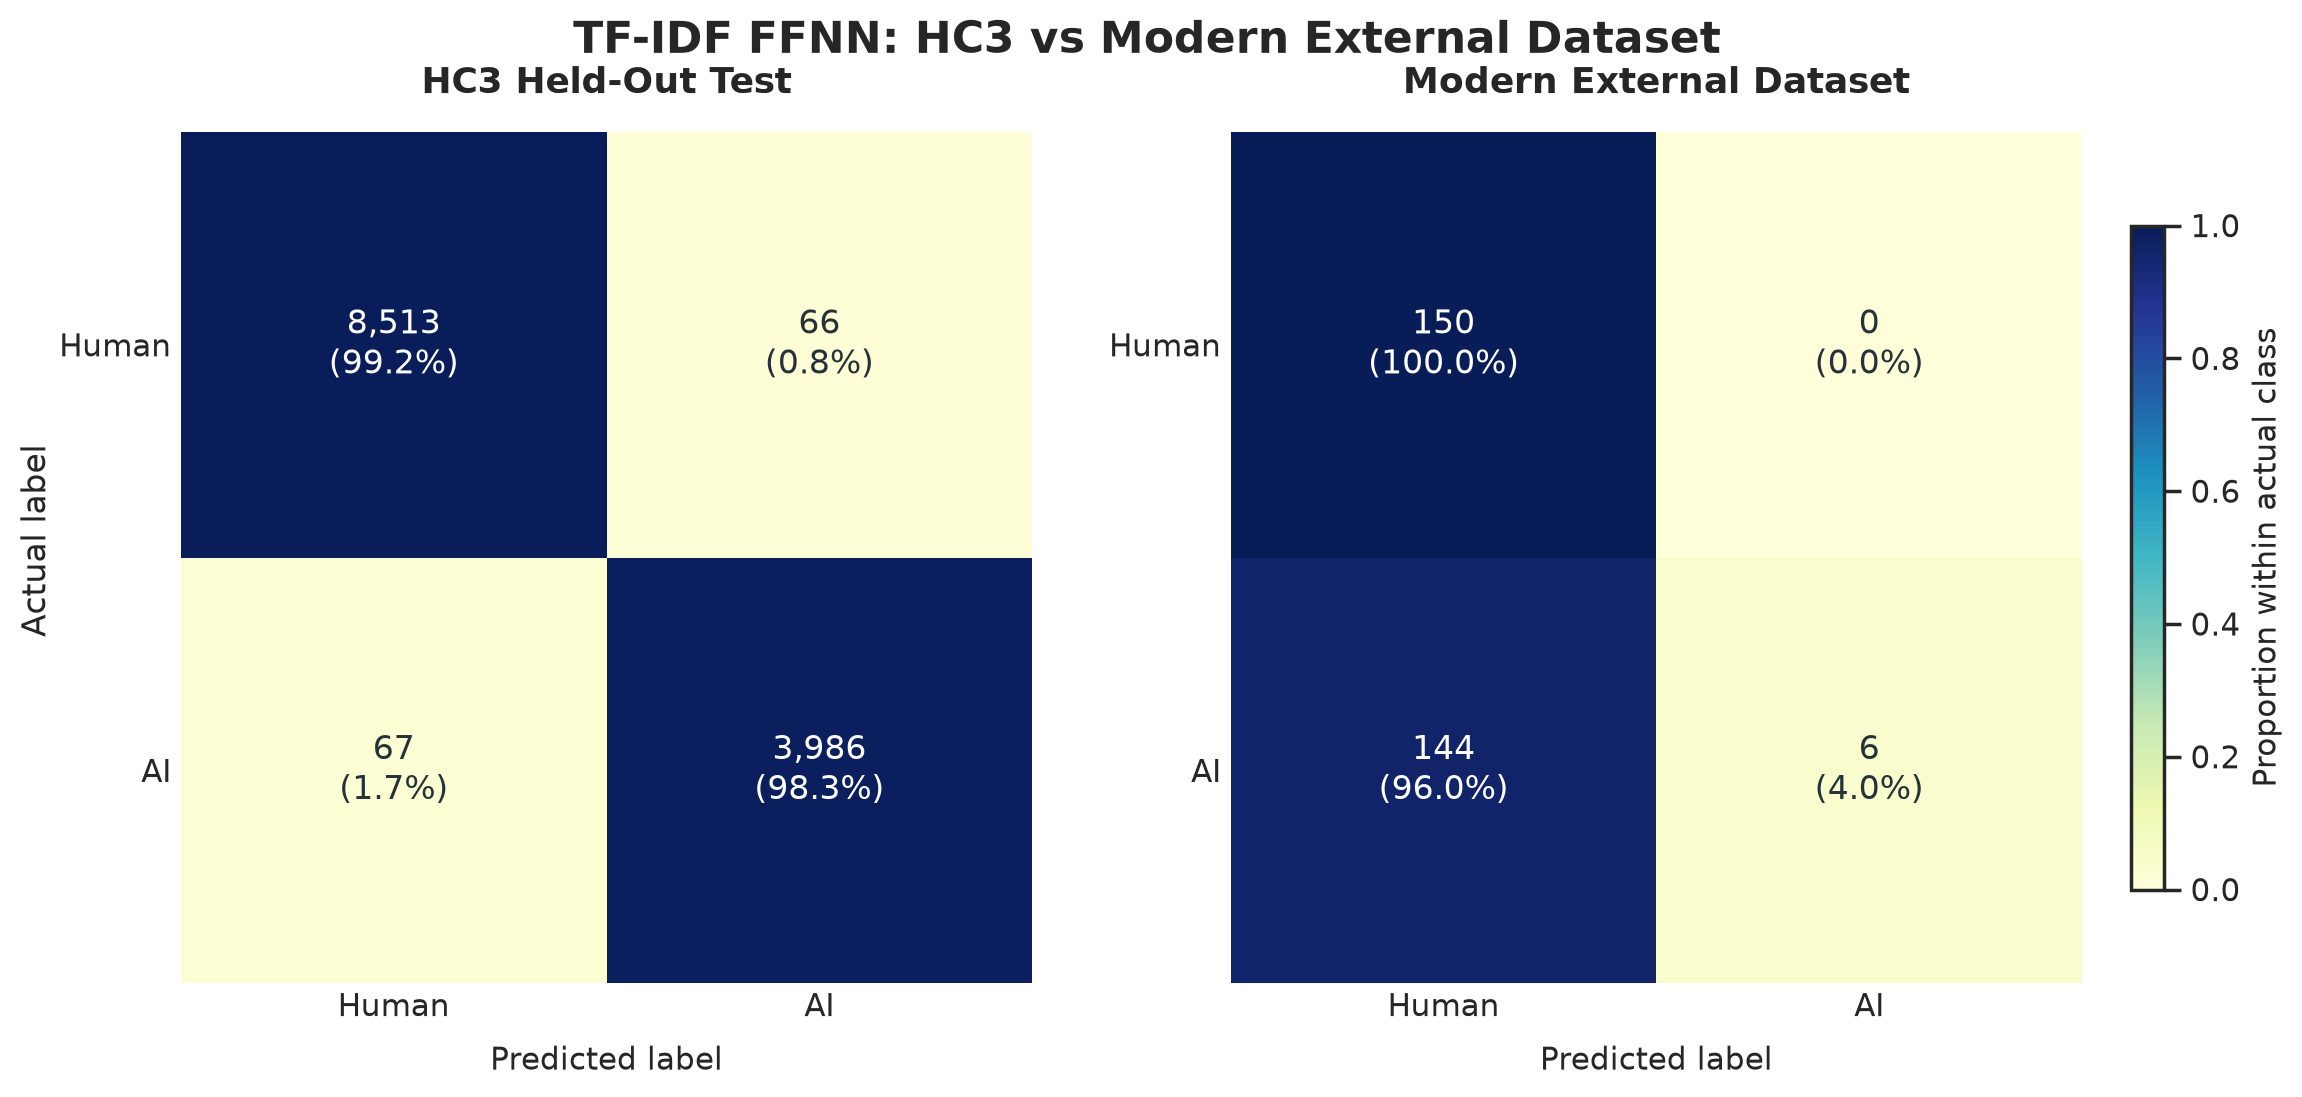 TF-IDF FFNN: HC3 vs Modern External Dataset
HC3 Held-Out Test
Actual label
Human
AI
8,513
(99.2%)
66
(0.8%)
67
(1.7%)
3,986
(98.3%)
Human
AI
Predicted label
Modern External Dataset
Human
AI
150
(100.0%)
0
(0.0%)
144
(96.0%)
6
(4.0%)
Human
AI
Predicted label
1.0
0.8
0.6
0.4
0.2
0.0
Proportion within actual class